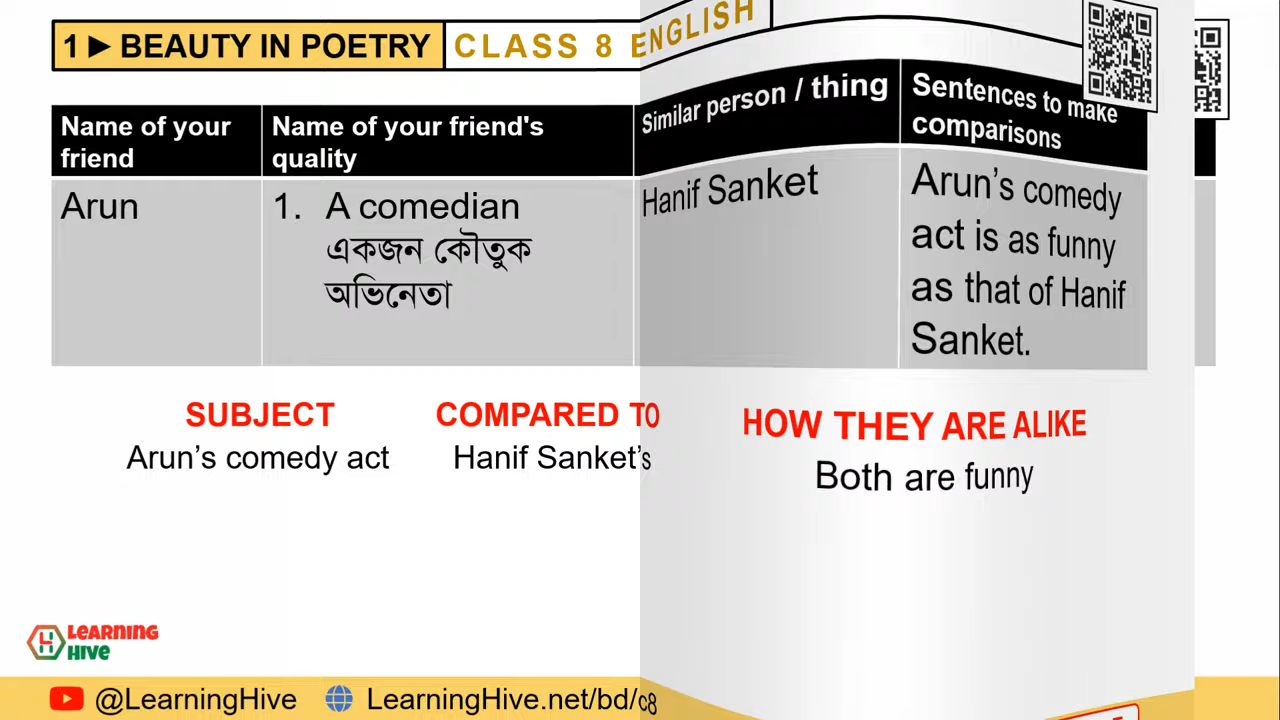 1 ► BEAUTY IN POETRY CLASS 8 ENGLISH
Name of your friend
Name of your friend's quality
Similar person / thing
Sentences to make comparisons
Arun
1. A comedian
একজন কৌতুক
অভিনেতা
Hanif Sanket
Arun's comedy
act is as funny
as that of Hanif
Sanket.
SUBJECT
Arun's comedy act
COMPARED TO
Hanif Sanket's
HOW THEY ARE ALIKE
Both are funny
LEARNING
HIVE
@LearningHive LearningHive.net/bd/c8